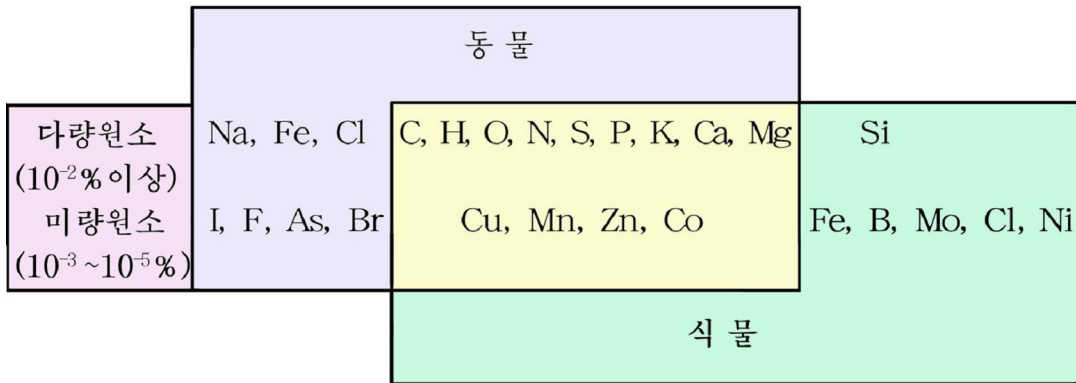 동 물
다량원소 Na, Fe, Cl C, H, O, N, S, P, K, Ca, Mg Si
(10⁻²% 이상)
미량원소 I, F, As, Br Cu, Mn, Zn, Co Fe, B, Mo, Cl, Ni
(10⁻³ ~10⁻⁵%)
식 물